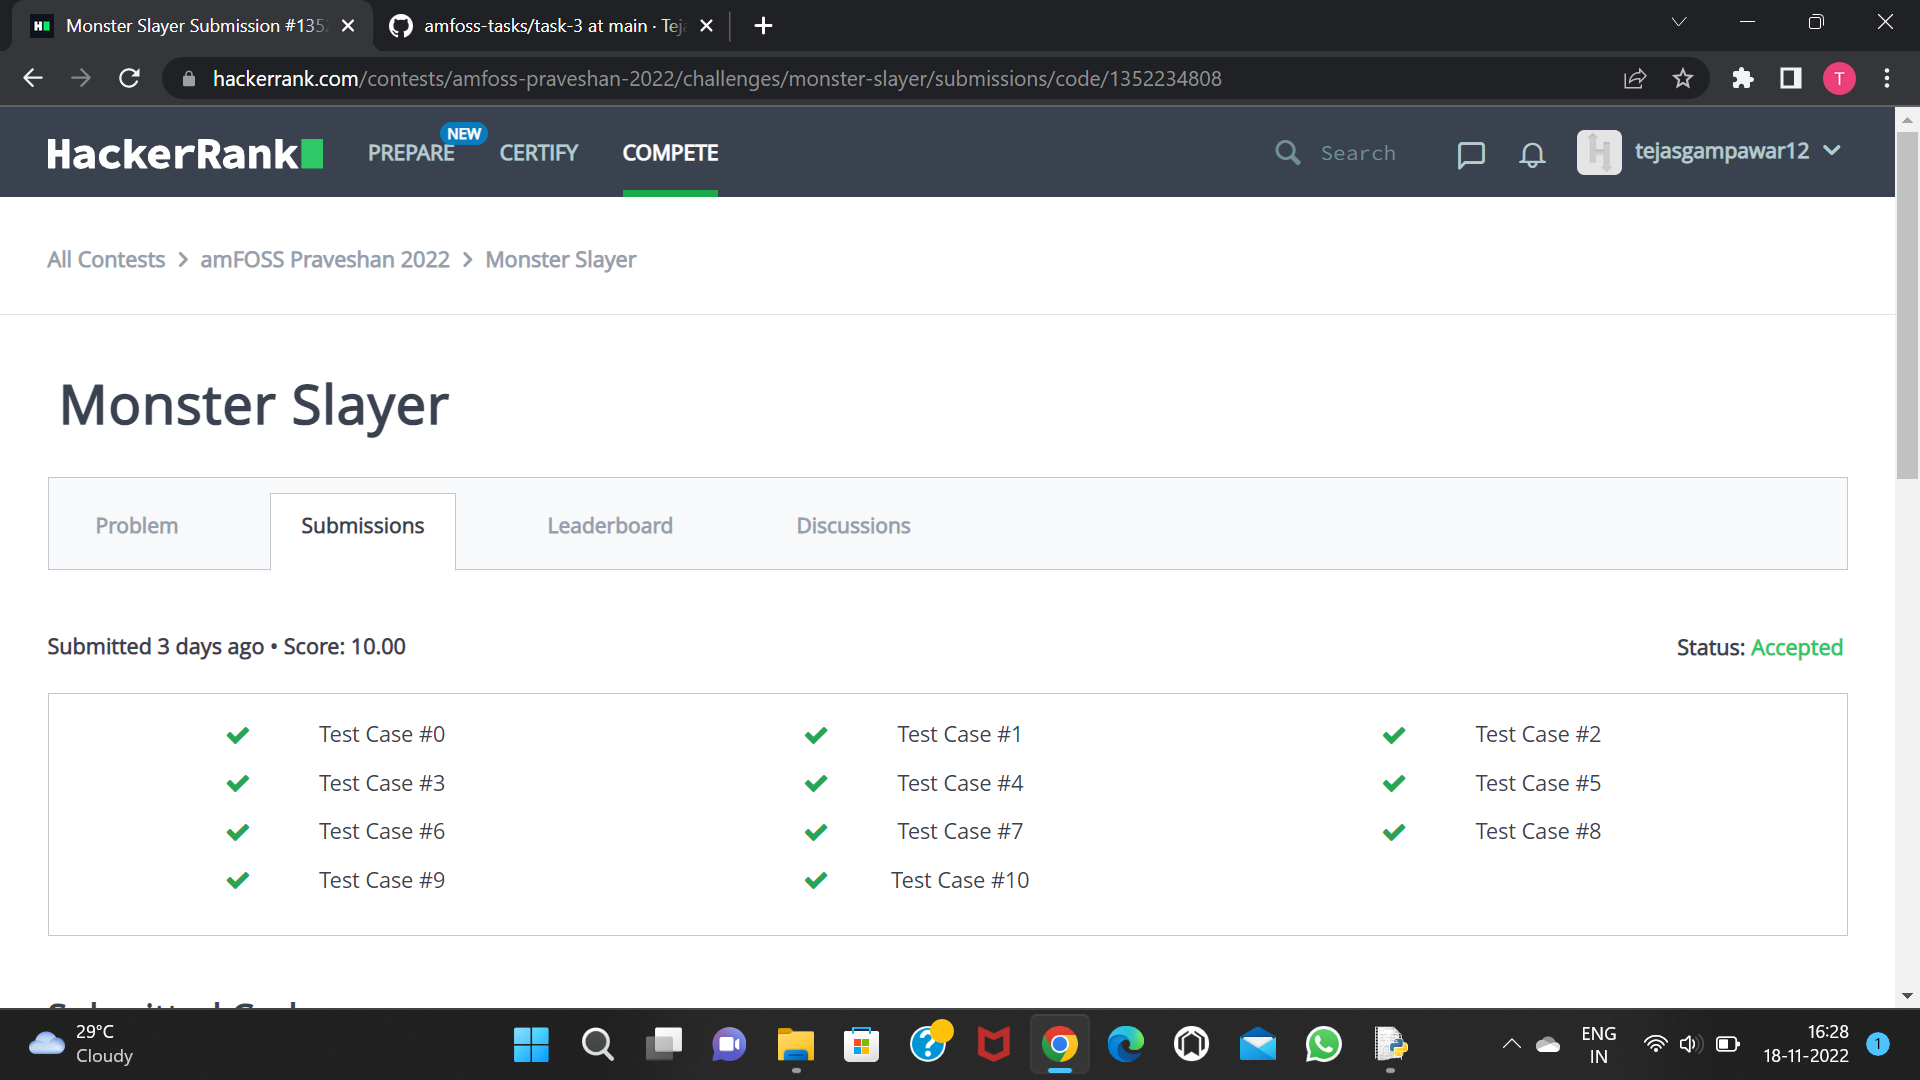 Monster Slayer Submission #135
amfoss-tasks/task-3 at main · Tej
hackerrank.com/contests/amfoss-praveshan-2022/challenges/monster-slayer/submissions/code/1352234808
T
HackerRank
PREPARE
NEW
CERTIFY
COMPETE
Search
H
tejasgampawar12
All Contests > amFOSS Praveshan 2022 > Monster Slayer
Monster Slayer
Problem
Submissions
Leaderboard
Discussions
Submitted 3 days ago • Score: 10.00
Status: Accepted
Test Case #0
Test Case #1
Test Case #2
Test Case #3
Test Case #4
Test Case #5
Test Case #6
Test Case #7
Test Case #8
Test Case #9
Test Case #10
29°C
Cloudy
ENG
IN
16:28
18-11-2022
1